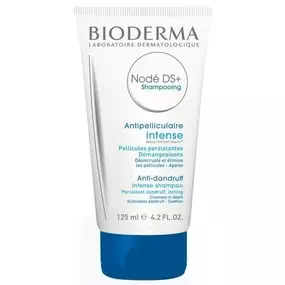 BIODERMA
LABORATOIRE DERMATOLOGIQUE
Nodé DS+
Shampooing
Antipelliculaire
intense
Pellicules persistantes
Démangeaisons
Désincruste et élimine
les pellicules - Apaise
Anti-dandruff
Intense shampoo
Persistent dandruff, itching
Cleanses in depth
Eliminates dandruff - Soothes
125 ml ℮ 4.2 FL.OZ.